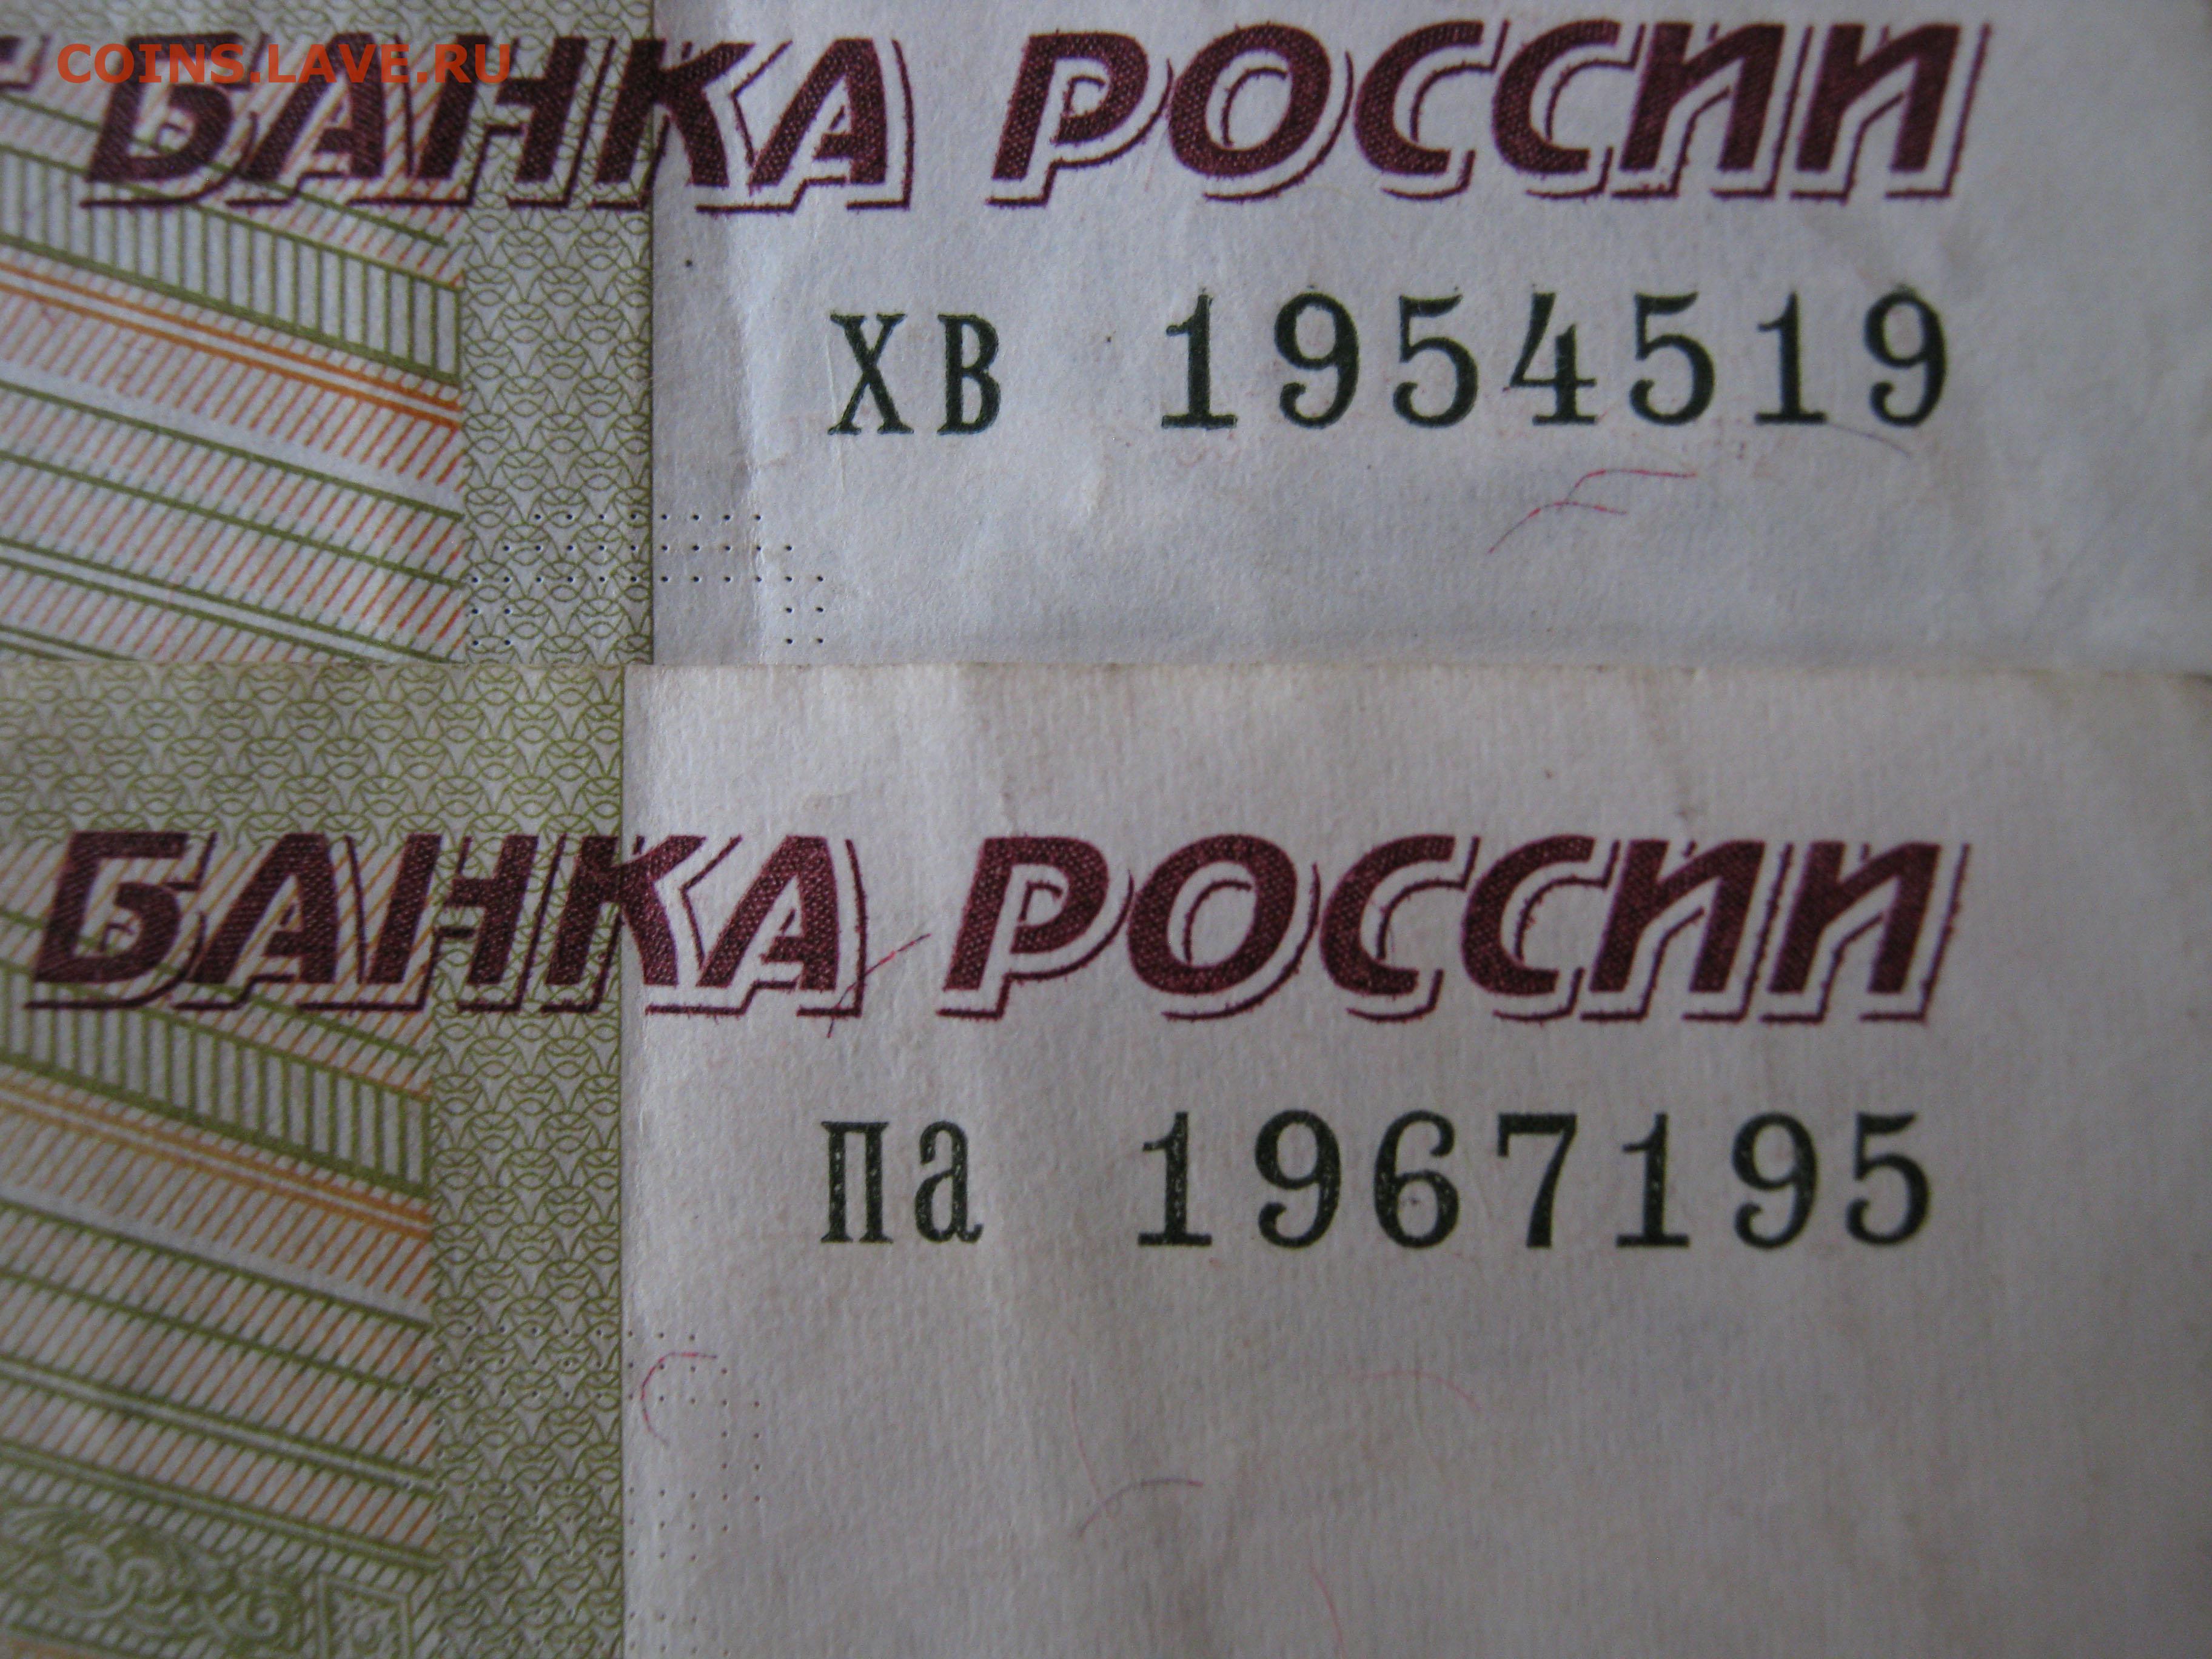 COINS.LAVE.RU
БАНКА РОССИИ
хв 1954519
БАНКА РОССИИ
па 1967195